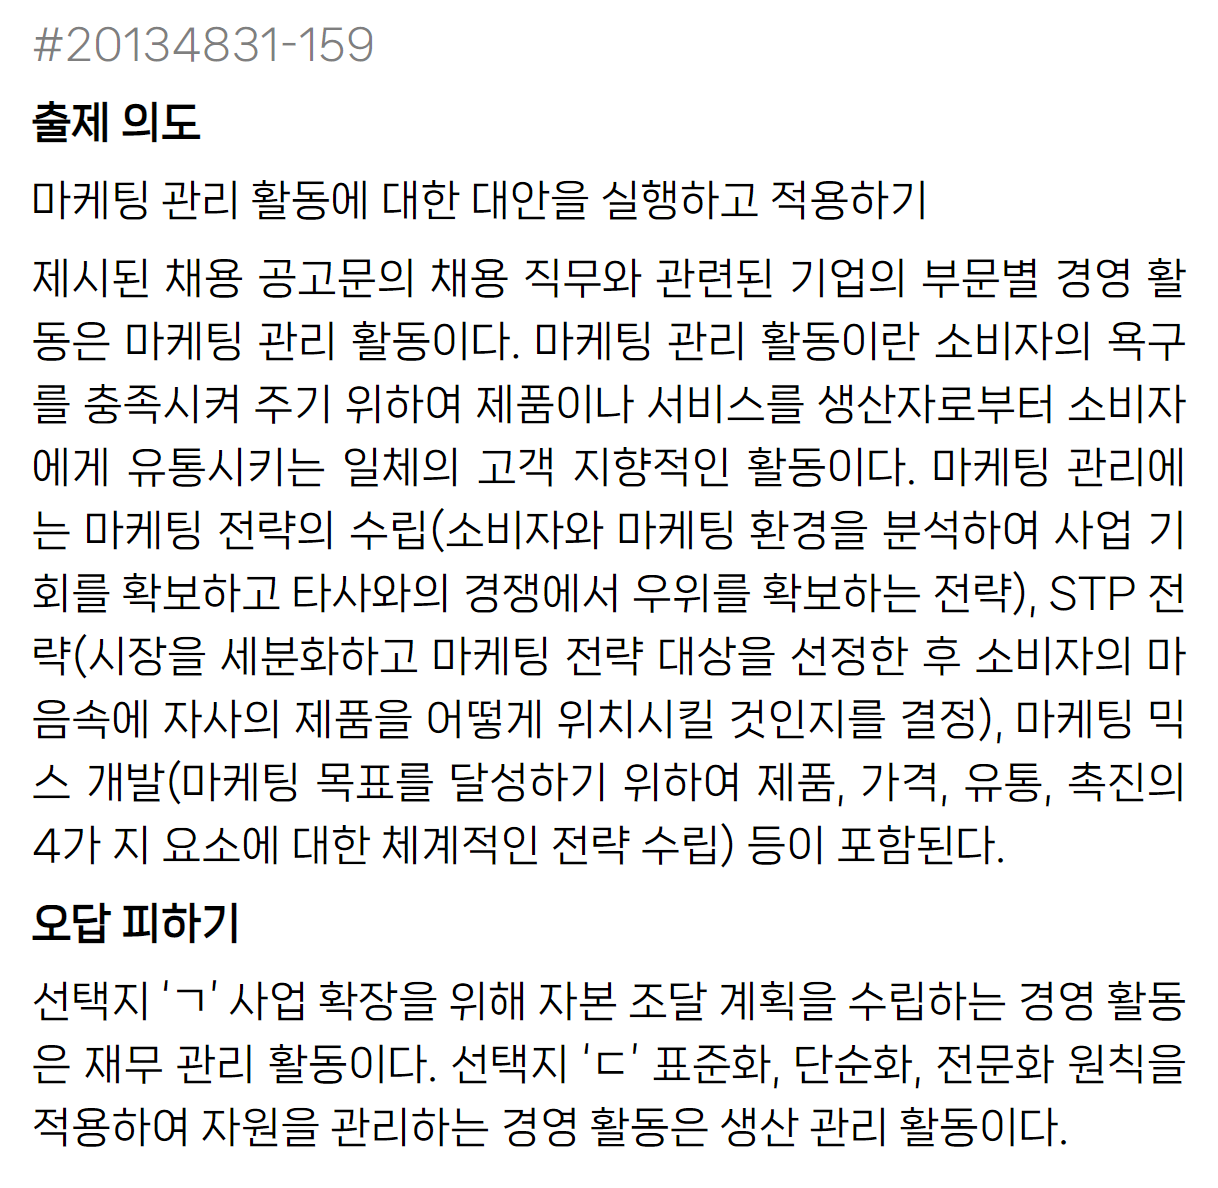 #20134831-159
출제 의도
마케팅 관리 활동에 대한 대안을 실행하고 적용하기
제시된 채용 공고문의 채용 직무와 관련된 기업의 부문별 경영 활
동은 마케팅 관리 활동이다. 마케팅 관리 활동이란 소비자의 욕구
를 충족시켜 주기 위하여 제품이나 서비스를 생산자로부터 소비자
에게 유통시키는 일체의 고객 지향적인 활동이다. 마케팅 관리에
는 마케팅 전략의 수립(소비자와 마케팅 환경을 분석하여 사업 기
회를 확보하고 타사와의 경쟁에서 우위를 확보하는 전략), STP 전
략(시장을 세분화하고 마케팅 전략 대상을 선정한 후 소비자의 마
음속에 자사의 제품을 어떻게 위치시킬 것인지를 결정), 마케팅 믹
스 개발(마케팅 목표를 달성하기 위하여 제품, 가격, 유통, 촉진의
4가 지 요소에 대한 체계적인 전략 수립) 등이 포함된다.
오답 피하기
선택지 ‘ㄱ’ 사업 확장을 위해 자본 조달 계획을 수립하는 경영 활동
은 재무 관리 활동이다. 선택지 ‘ㄷ’ 표준화, 단순화, 전문화 원칙을
적용하여 자원을 관리하는 경영 활동은 생산 관리 활동이다.